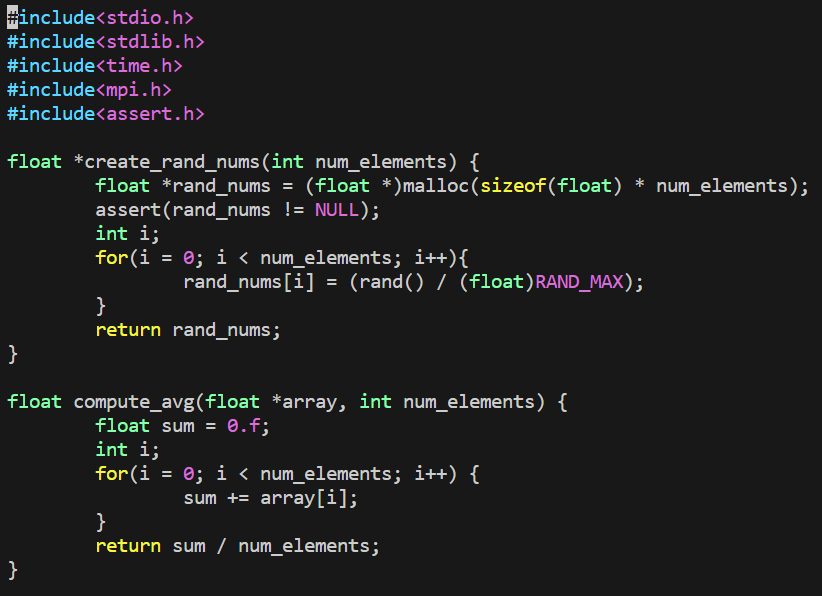 #include<stdio.h>
#include<stdlib.h>
#include<time.h>
#include<mpi.h>
#include<assert.h>

float *create_rand_nums(int num_elements) {
        float *rand_nums = (float *)malloc(sizeof(float) * num_elements);
        assert(rand_nums != NULL);
        int i;
        for(i = 0; i < num_elements; i++){
                rand_nums[i] = (rand() / (float)RAND_MAX);
        }
        return rand_nums;
}

float compute_avg(float *array, int num_elements) {
        float sum = 0.f;
        int i;
        for(i = 0; i < num_elements; i++) {
                sum += array[i];
        }
        return sum / num_elements;
}